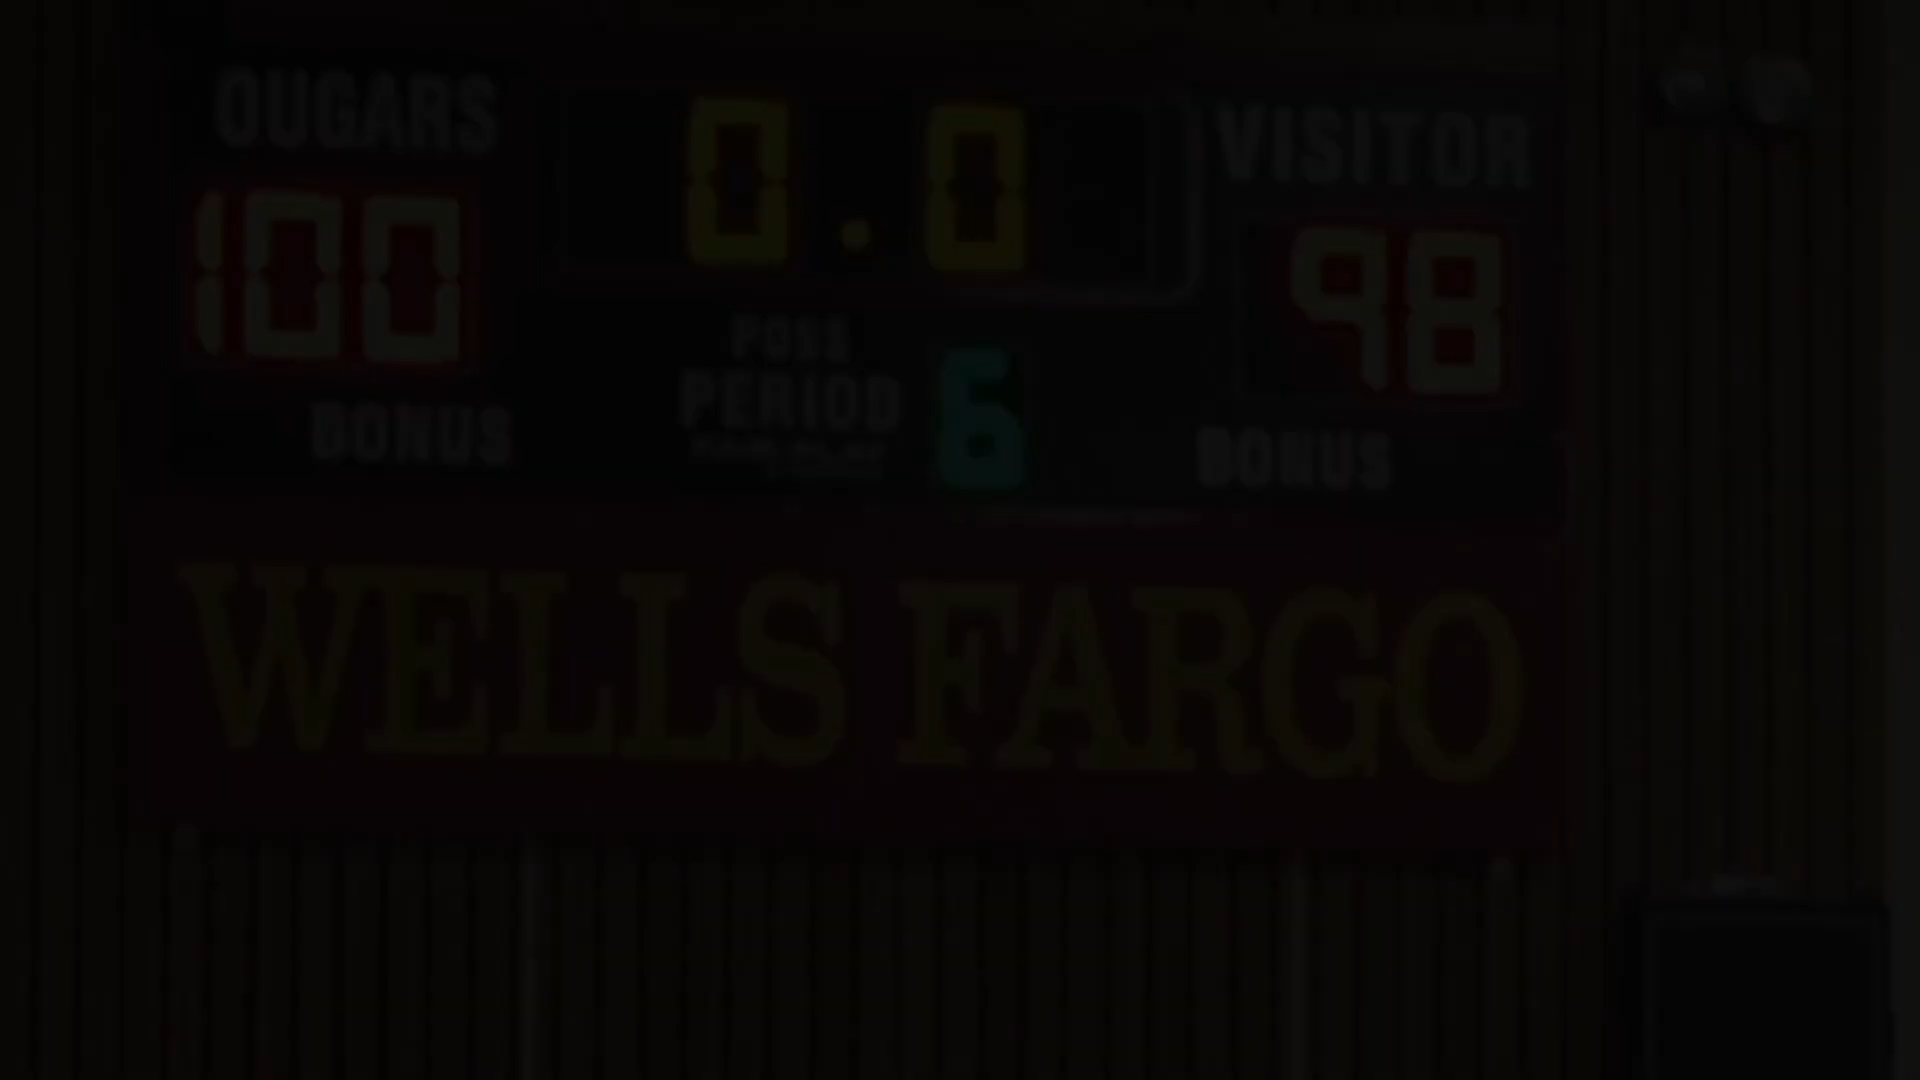 OUGARS
0.0
VISITOR
100
98
POSS
PERIOD 6
BONUS
BONUS
WELLS FARGO